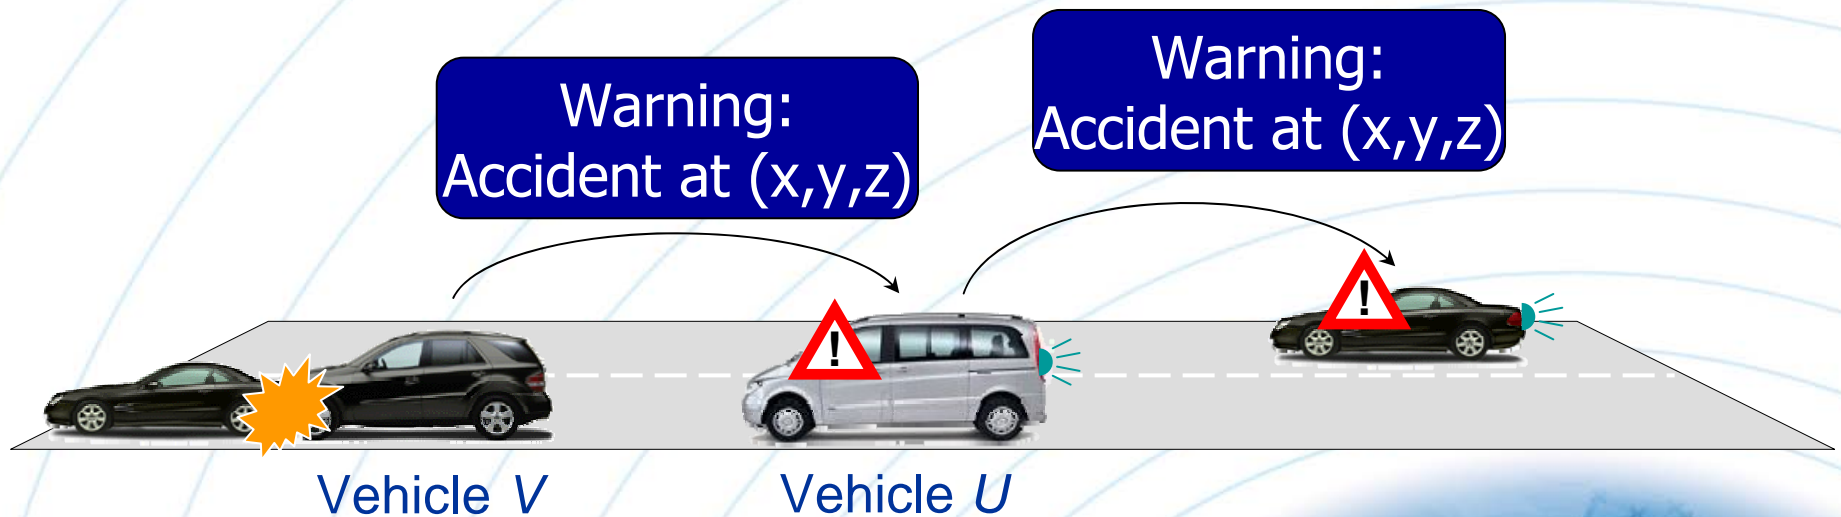 Warning:
Accident at (x,y,z)
Warning:
Accident at (x,y,z)
!
!
Vehicle V
Vehicle U